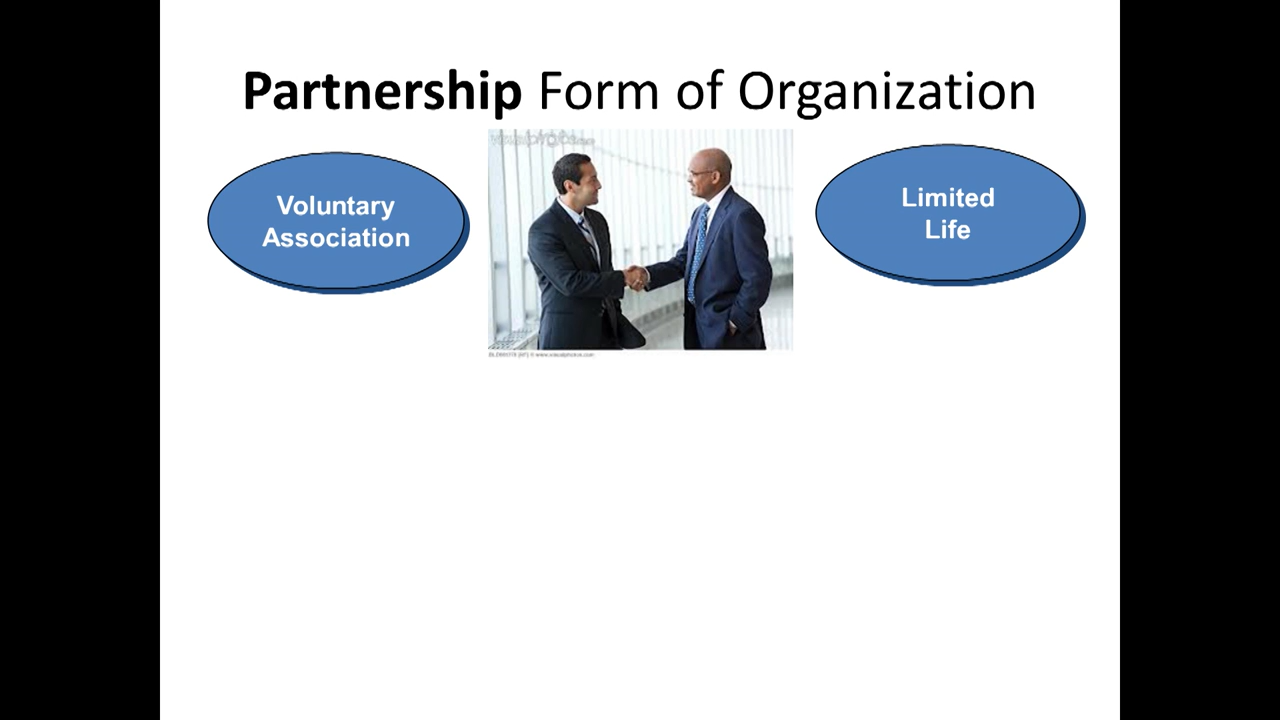 Partnership Form of Organization
Voluntary
Association
Limited
Life